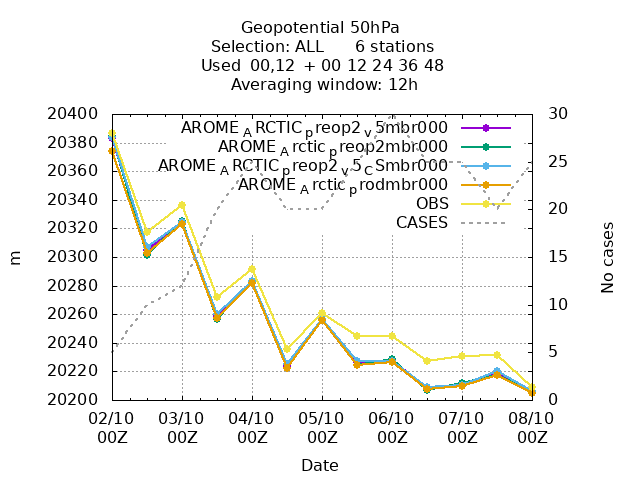 Geopotential 50hPa
Selection: ALL 6 stations
Used 00,12 + 00 12 24 36 48
Averaging window: 12h
20400
20380
20360
20340
20320
20300
20280
20260
20240
20220
20200
m
30
25
20
15
10
5
0
No cases
AROME_ARCTIC_preop2_v5mbr000
AROME_Arctic_preop2mbr000
AROME_ARCTIC_preop2_v5_CSmbr000
AROME_Arctic_prodmbr000
OBS
CASES
02/10 03/10 04/10 05/10 06/10 07/10 08/10
00Z 00Z 00Z 00Z 00Z 00Z 00Z
Date